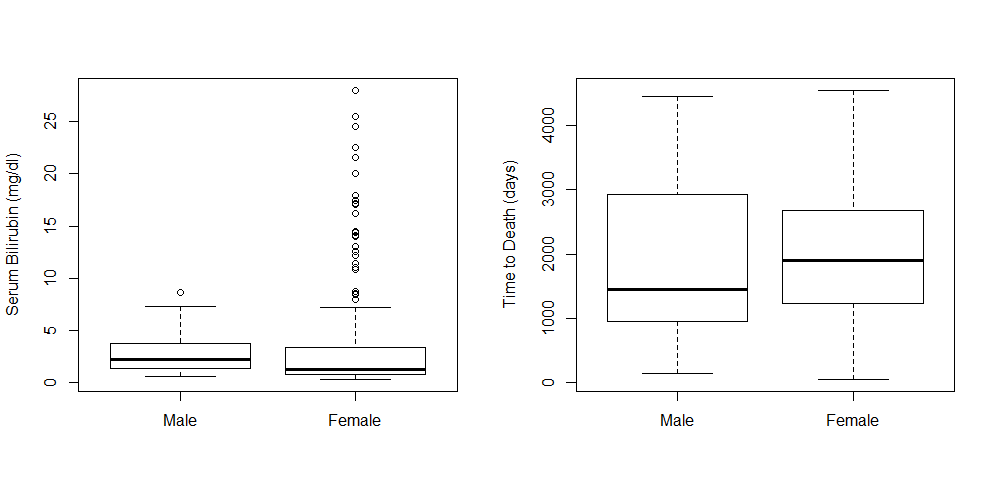 Serum Bilirubin (mg/dl)
25
20
15
10
5
0
Male Female
Time to Death (days)
4000
3000
2000
1000
0
Male Female